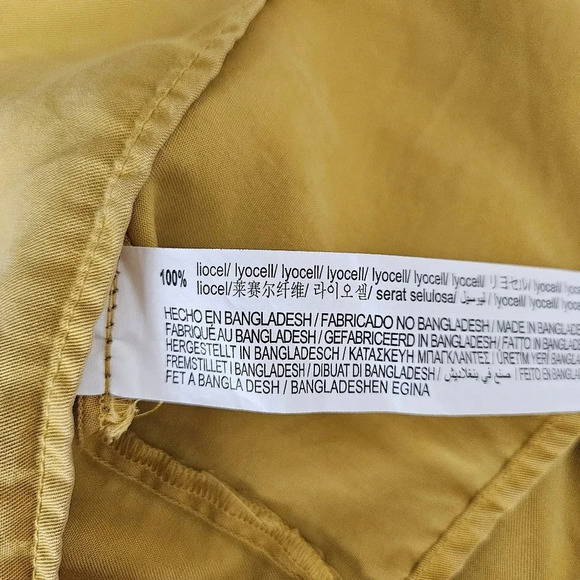 100% liocel/ lyocell/ lyocell/ lyocell/ lyocell/ lyocell/ lyocell/ リヨセル/ lyocell
liocel/莱赛尔纤维/ 라이오셀/ serat selulosa/ ليوسيل/ lyocell/ lyocell/ lyocell
HECHO EN BANGLADESH / FABRICADO NO BANGLADESH / MADE IN BANGLADESH
FABRIQUÉ AU BANGLADESH / GEFABRICEERD IN BANGLADESH / FATTO IN BANGLADESH
HERGESTELLT IN BANGLADESCH / ΚΑΤΑΣΚΕΥΗ ΜΠΑΓΚΛΑΝΤΕΣ / ÜRETIM YERİ BANGLADEŞ
FREMSTILLET I BANGLADESH / DIBUAT DI BANGLADESH / صنع في بنغلاديش / FEITO EN BANGLADESH
FET A BANGLA DESH / BANGLADESHEN EGINA